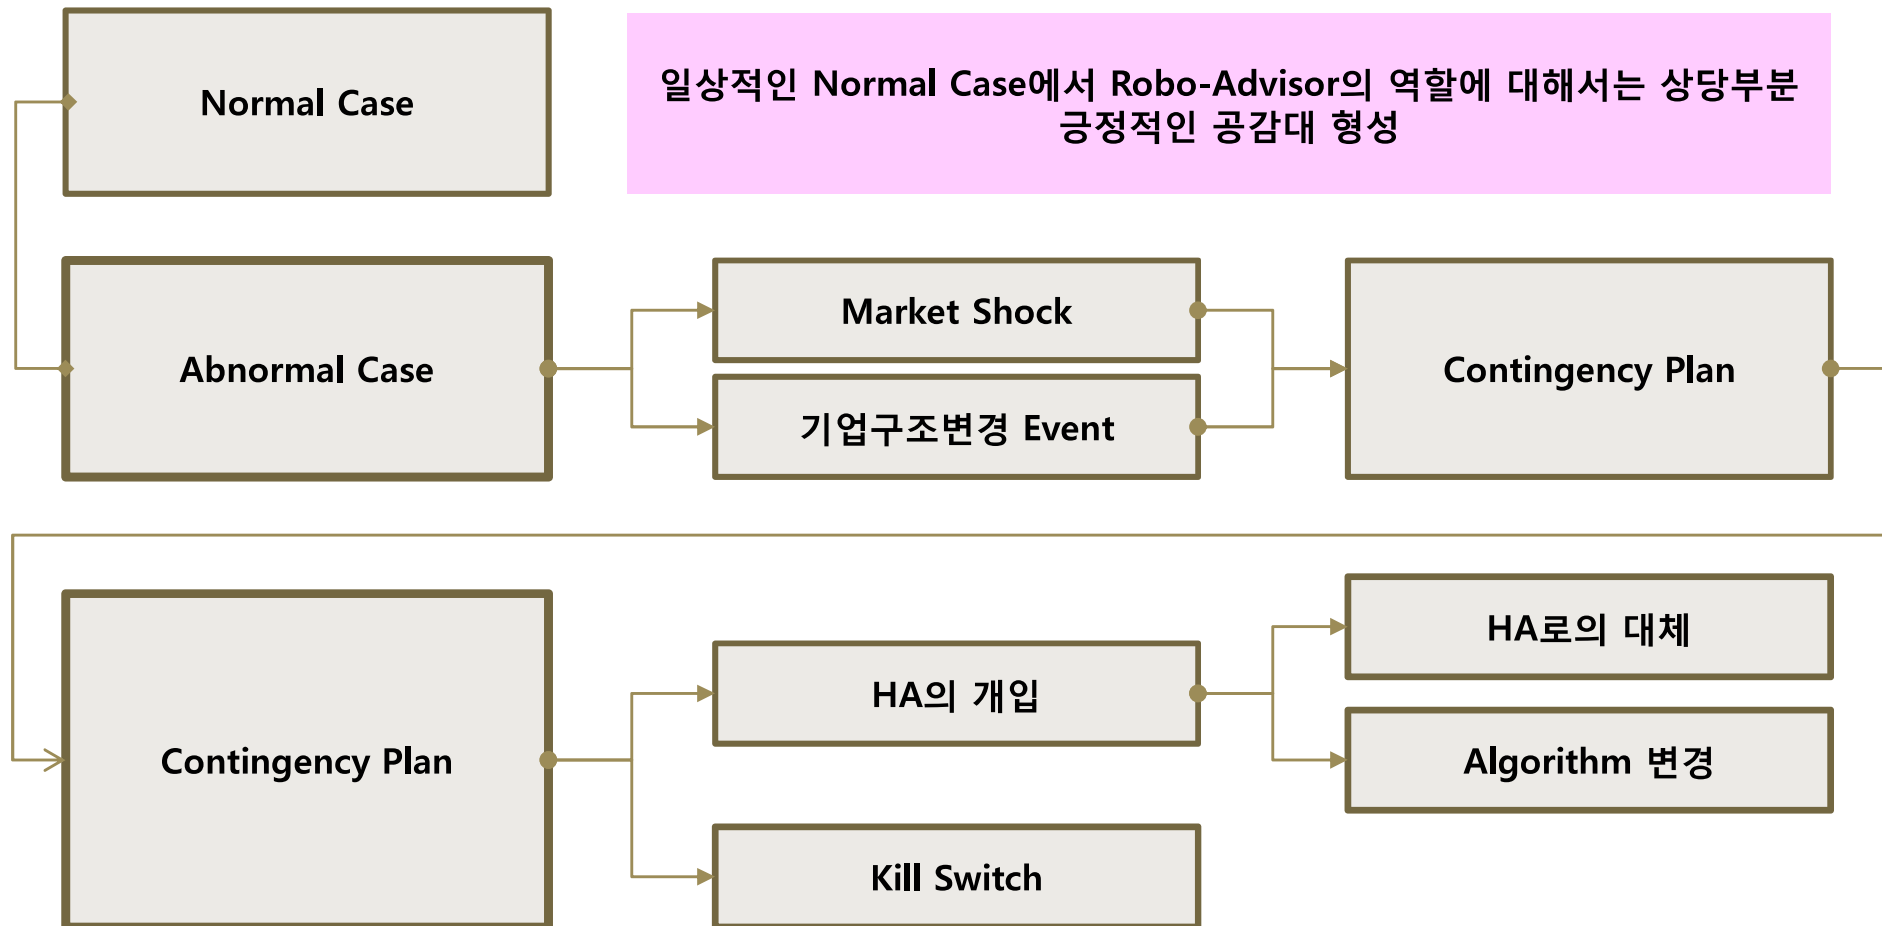 Normal Case
일상적인 Normal Case에서 Robo-Advisor의 역할에 대해서는 상당부분
긍정적인 공감대 형성
Abnormal Case
Market Shock
기업구조변경 Event
Contingency Plan
Contingency Plan
HA의 개입
Kill Switch
HA로의 대체
Algorithm 변경